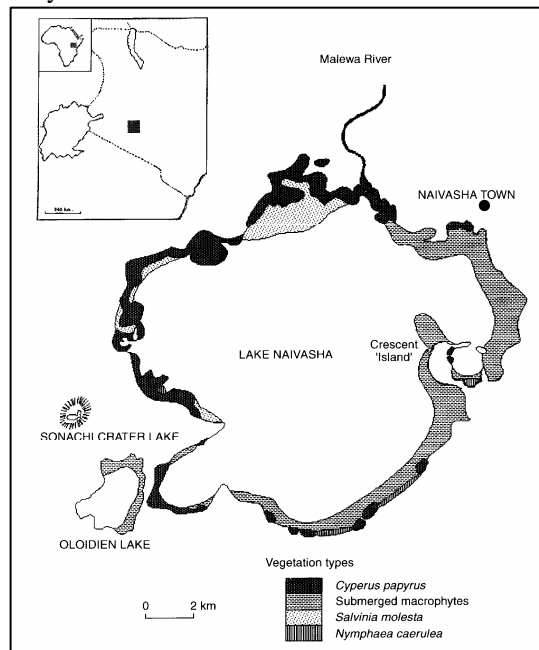 Malewa River
NAIVASHA TOWN
Crescent
'Island'
LAKE NAIVASHA
SONACHI CRATER LAKE
OLOIDIEN LAKE
Vegetation types
Cyperus papyrus
Submerged macrophytes
Salvinia molesta
Nymphaea caerulea
0 2 km